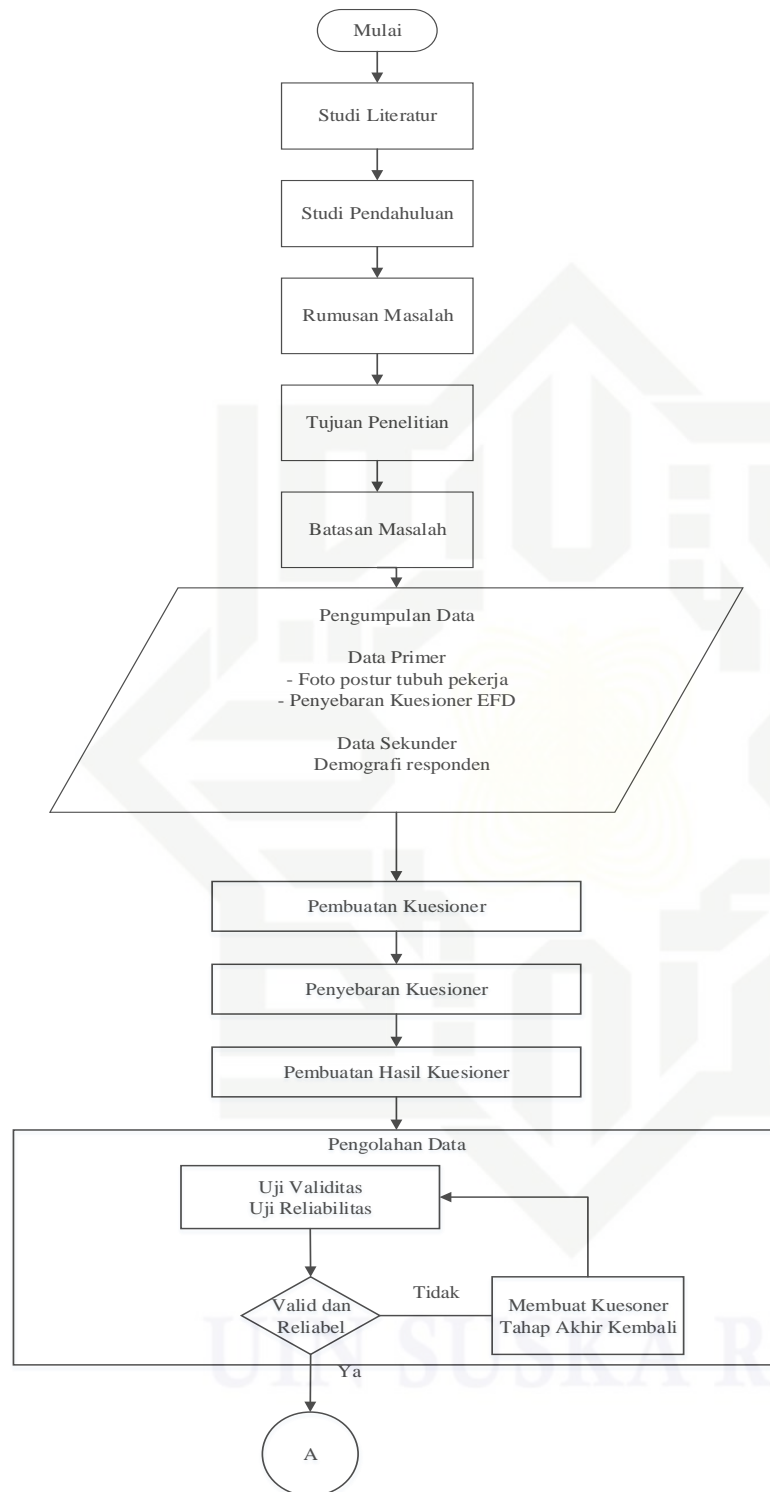 Mulai
Studi Literatur
Studi Pendahuluan
Rumusan Masalah
Tujuan Penelitian
Batasan Masalah
Pengumpulan Data
Data Primer
- Foto postur tubuh pekerja
- Penyebaran Kuesioner EFD
Data Sekunder
Demografi responden
Pembuatan Kuesioner
Penyebaran Kuesioner
Pembuatan Hasil Kuesioner
Pengolahan Data
Uji Validitas
Uji Reliabilitas
Valid dan
Reliabel
Tidak
Membuat Kuesoner
Tahap Akhir Kembali
Ya
UIN SUSKA R
A